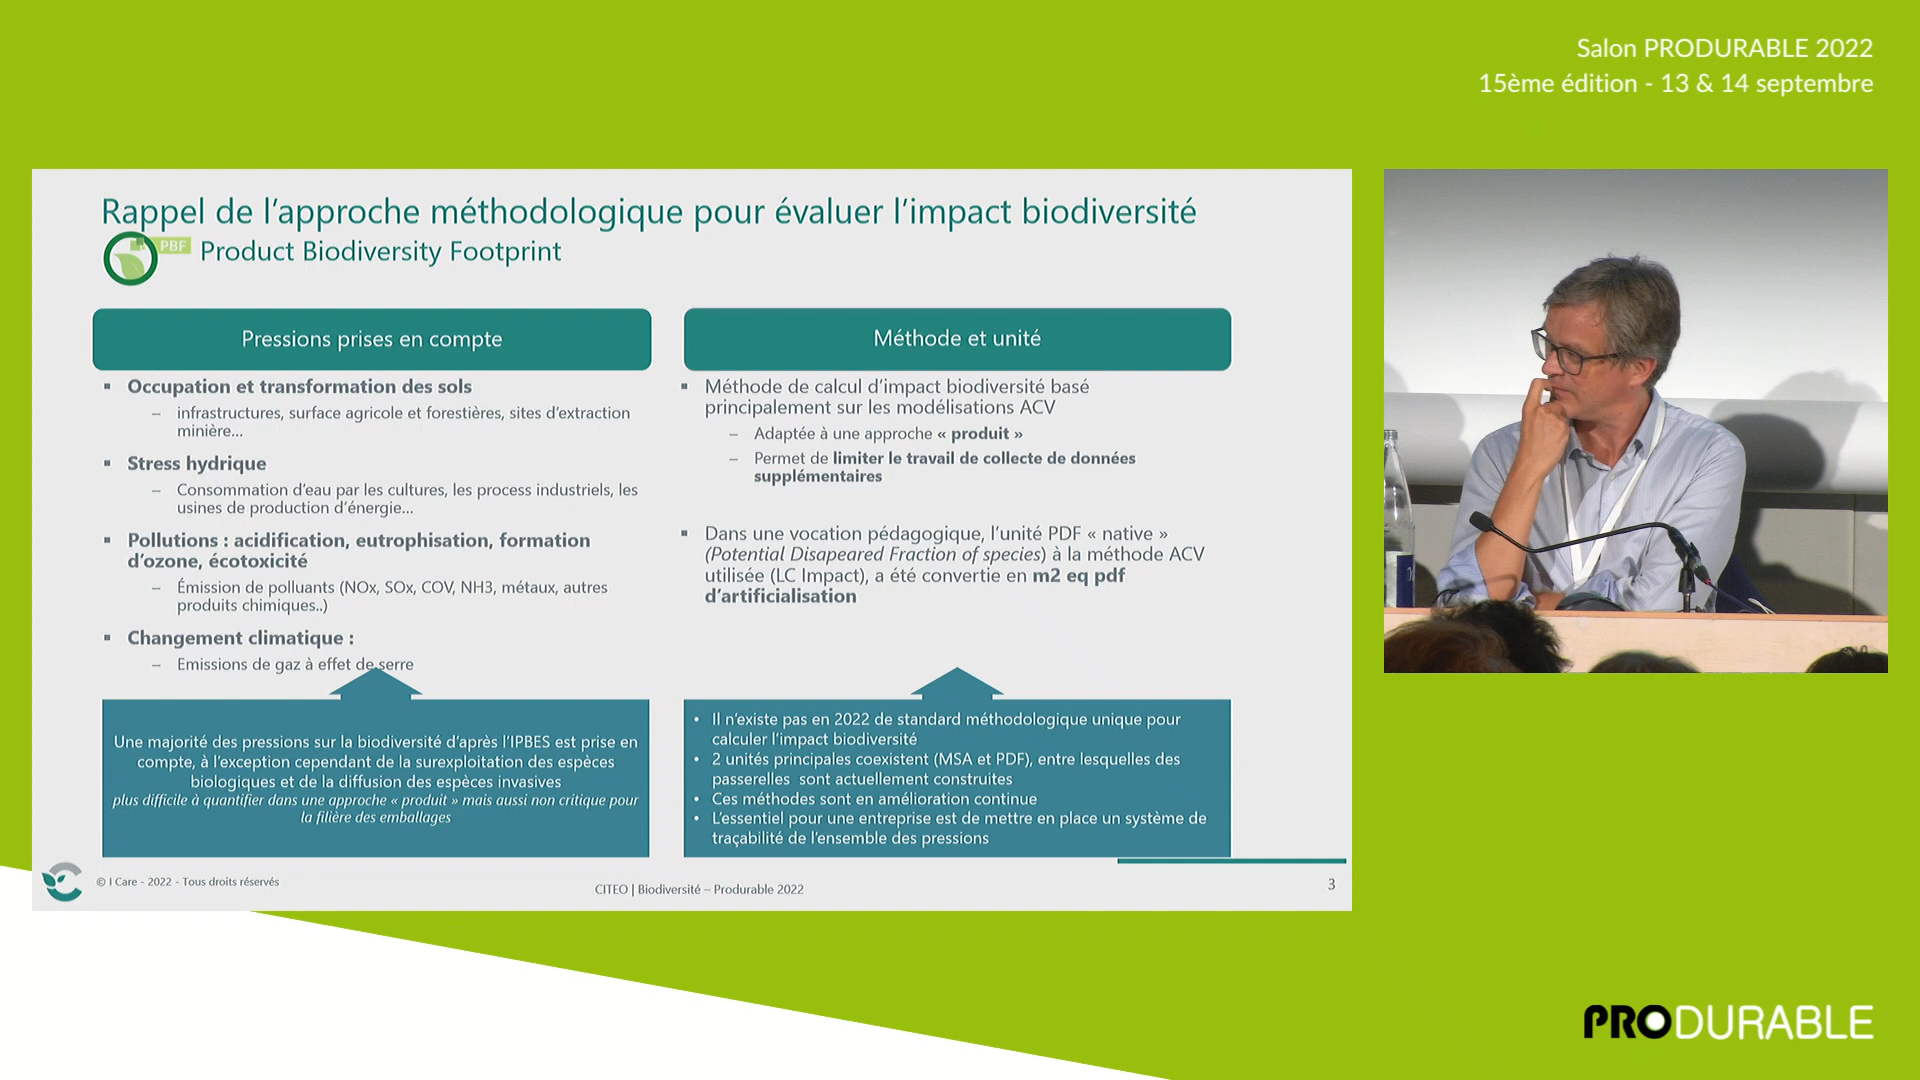 Salon PRODURABLE 2022
15ème édition - 13 & 14 septembre
Rappel de l'approche méthodologique pour évaluer l'impact biodiversité
PBF
Product Biodiversity Footprint
Pressions prises en compte
▪ Occupation et transformation des sols
– infrastructures, surface agricole et forestières, sites d'extraction
minière...
▪ Stress hydrique
– Consommation d'eau par les cultures, les process industriels, les
usines de production d'énergie...
▪ Pollutions : acidification, eutrophisation, formation
d'ozone, écotoxicité
– Émission de polluants (NOx, SOx, COV, NH3, métaux, autres
produits chimiques..)
▪ Changement climatique :
– Emissions de gaz à effet de serre
Une majorité des pressions sur la biodiversité d'après l'IPBES est prise en
compte, à l'exception cependant de la surexploitation des espèces
biologiques et de la diffusion des espèces invasives
plus difficile à quantifier dans une approche « produit » mais aussi non critique pour
la filière des emballages
Méthode et unité
▪ Méthode de calcul d'impact biodiversité basé
principalement sur les modélisations ACV
– Adaptée à une approche « produit »
– Permet de limiter le travail de collecte de données
supplémentaires
▪ Dans une vocation pédagogique, l'unité PDF « native »
(Potential Disapeared Fraction of species) à la méthode ACV
utilisée (LC Impact), a été convertie en m2 eq pdf
d'artificialisation
• Il n'existe pas en 2022 de standard méthodologique unique pour
calculer l'impact biodiversité
• 2 unités principales coexistent (MSA et PDF), entre lesquelles des
passerelles sont actuellement construites
• Ces méthodes sont en amélioration continue
• L'essentiel pour une entreprise est de mettre en place un système de
traçabilité de l'ensemble des pressions
© I Care - 2022 - Tous droits réservés
CITEO | Biodiversité – Produrable 2022
3
PRODURABLE